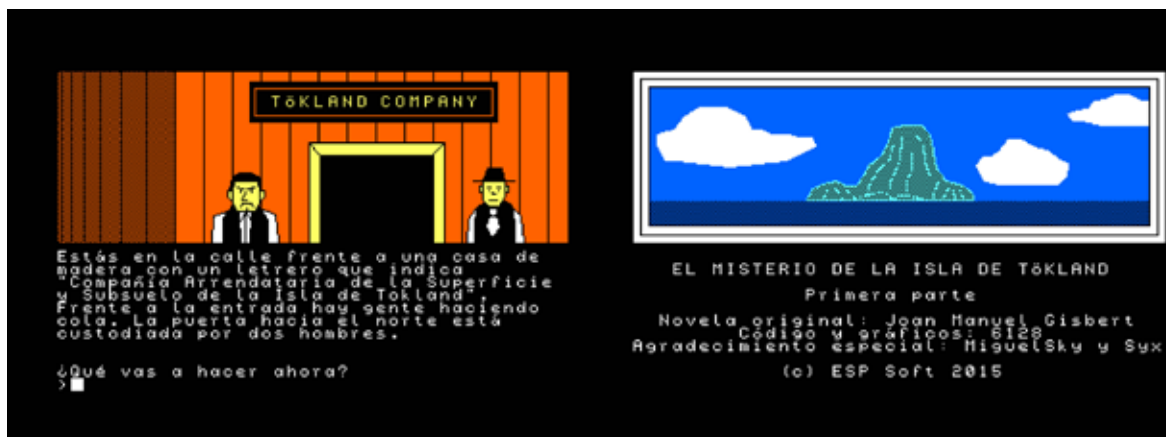 TöKLAND COMPANY
Estás en la calle frente a una casa de
madera con un letrero que indica
"Compañía Arrendataria de la Superficie
y Subsuelo de la Isla de Tokland".
Frente a la entrada hay gente haciendo
cola. La puerta hacia el norte está
custodiada por dos hombres.
¿Qué vas a hacer ahora?
>
EL MISTERIO DE LA ISLA DE TöKLAND
Primera parte
Novela original: Joan Manuel Gisbert
Código y gráficos: 6128
Agradecimiento especial: MiguelSky y Syx
(c) ESP Soft 2015